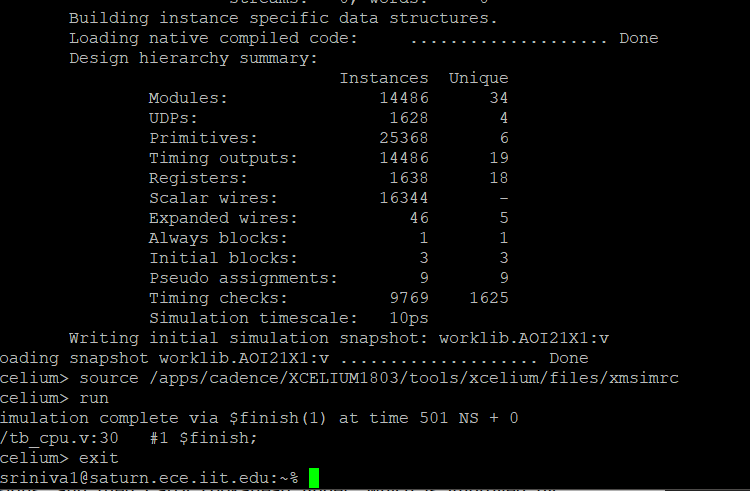 streams: 0, words: 0
Building instance specific data structures.
Loading native compiled code: .................... Done
Design hierarchy summary:
Instances Unique
Modules: 14486 34
UDPs: 1628 4
Primitives: 25368 6
Timing outputs: 14486 19
Registers: 1638 18
Scalar wires: 16344 -
Expanded wires: 46 5
Always blocks: 1 1
Initial blocks: 3 3
Pseudo assignments: 9 9
Timing checks: 9769 1625
Simulation timescale: 10ps
Writing initial simulation snapshot: worklib.AOI21X1:v
oading snapshot worklib.AOI21X1:v .................... Done
celium> source /apps/cadence/XCELIUM1803/tools/xcelium/files/xmsimrc
celium> run
imulation complete via $finish(1) at time 501 NS + 0
/tb_cpu.v:30 #1 $finish;
celium> exit
sriniva1@saturn.ece.iit.edu:~%